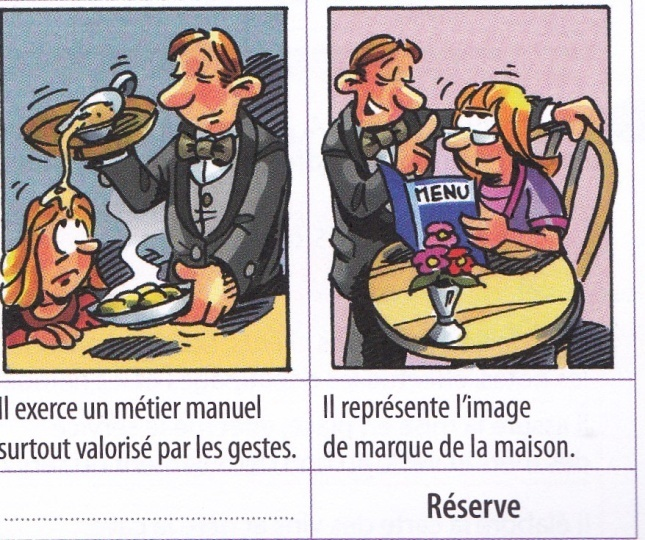 MENU
Il exerce un métier manuel
surtout valorisé par les gestes.
Il représente l'image
de marque de la maison.
Réserve